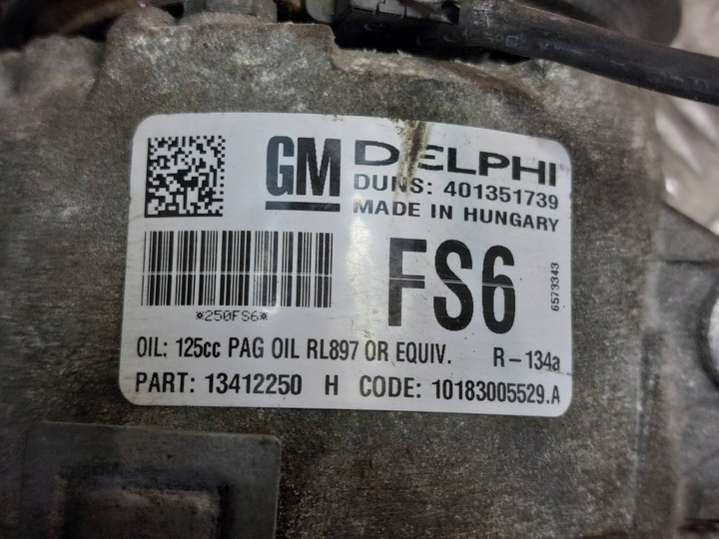 GM DELPHI
DUNS: 401351739
MADE IN HUNGARY
*250FS6*
FS6
6573343
OIL: 125cc PAG OIL RL897 OR EQUIV. R-134a
PART: 13412250 H CODE: 10183005529.A